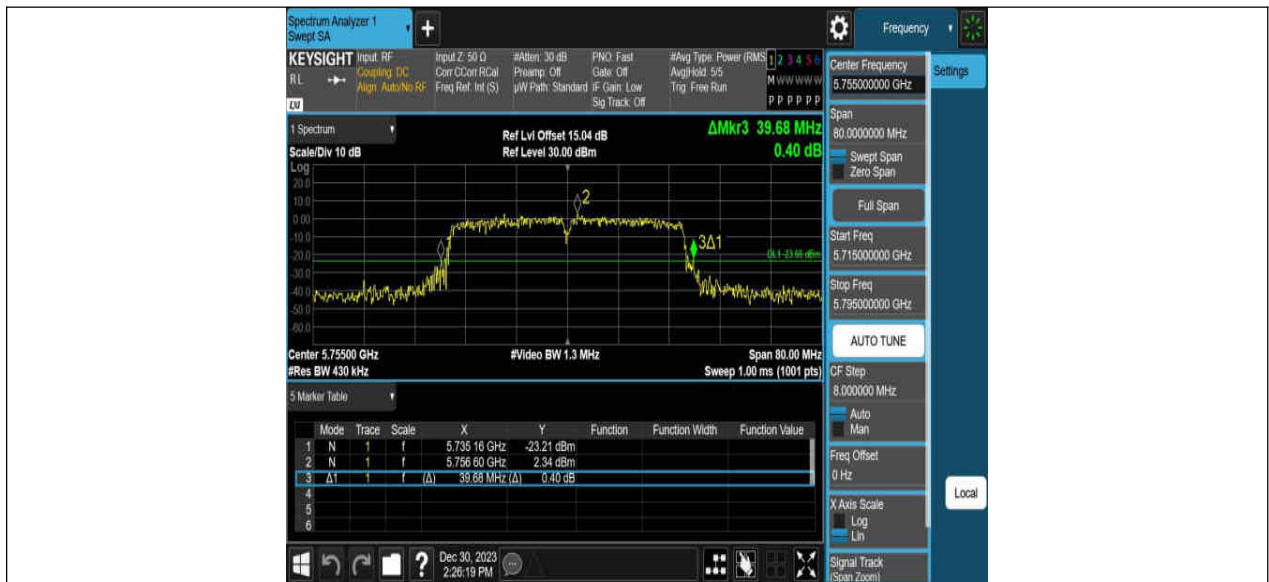 Spectrum Analyzer 1
Swept SA
+
Frequency
KEYSIGHT
RL
LXI
Input: RF
Coupling: DC
Align: Auto/No RF
Input Z: 50 Ω
Corr CCorr RCal
Freq Ref: Int (S)
#Atten: 30 dB
Preamp: Off
µW Path: Standard
PNO: Fast
Gate: Off
IF Gain: Low
Sig Track: Off
#Avg Type: Power (RMS
Avg|Hold: 5/5
Trig: Free Run
1 2 3 4 5 6
M W W W W W
P P P P P P
1 Spectrum
Scale/Div 10 dB
Ref Lvl Offset 15.04 dB
Ref Level 30.00 dBm
ΔMkr3 39.68 MHz
0.40 dB
Log
20.0
10.0
0.00
-10.0
-20.0
-30.0
-40.0
-50.0
-60.0
2
3Δ1
DL1 -23.66 dBm
Center 5.75500 GHz
#Video BW 1.3 MHz
Span 80.00 MHz
#Res BW 430 kHz
Sweep 1.00 ms (1001 pts)
5 Marker Table
Mode Trace Scale X Y Function Function Width Function Value
1 N 1 f 5.735 16 GHz -23.21 dBm
2 N 1 f 5.756 60 GHz 2.34 dBm
3 Δ1 1 f (Δ) 39.68 MHz (Δ) 0.40 dB
4
5
6
?
Dec 30, 2023
2:26:19 PM
Center Frequency
5.755000000 GHz
Settings
Span
80.0000000 MHz
Swept Span
Zero Span
Full Span
Start Freq
5.715000000 GHz
Stop Freq
5.795000000 GHz
AUTO TUNE
CF Step
8.000000 MHz
Auto
Man
Freq Offset
0 Hz
X Axis Scale
Log
Lin
Signal Track
(Span Zoom)
Local